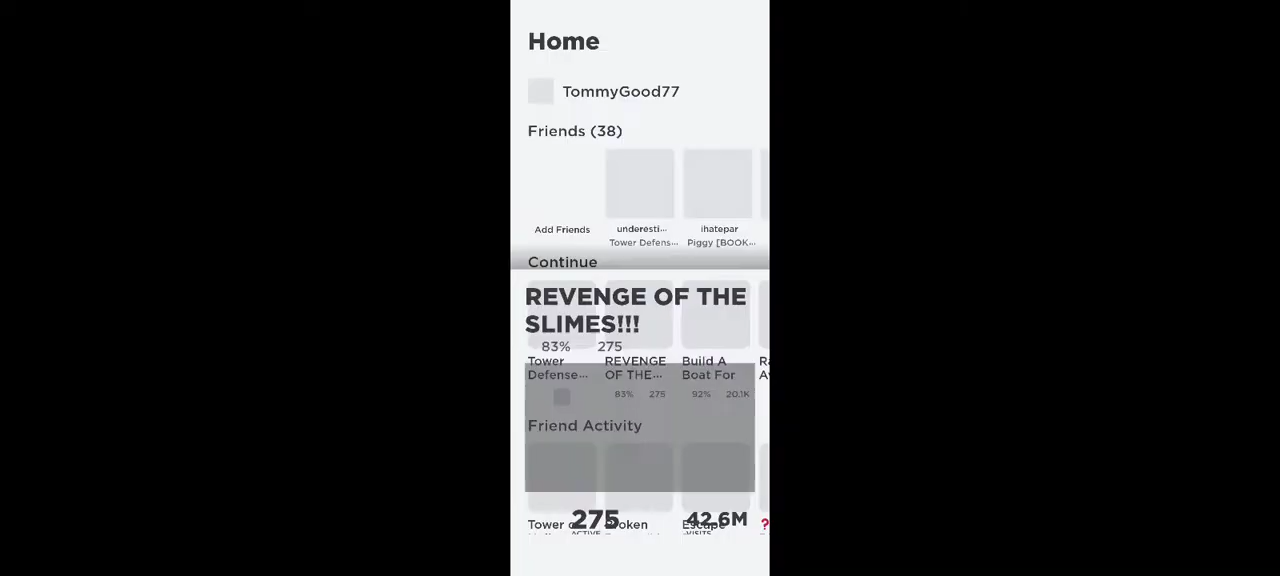 Home
TommyGood77
Friends (38)
Add Friends
underesti...
Tower Defens...
ihatepar
Piggy [BOOK...
Continue
REVENGE OF THE
SLIMES!!!
83% 275
Tower
Defense...
REVENGE
OF THE...
83% 275
Build A
Boat For
92% 20.1K
Friend Activity
Tower
275
ACTIVE
42.6M
VISITS
Escape
?